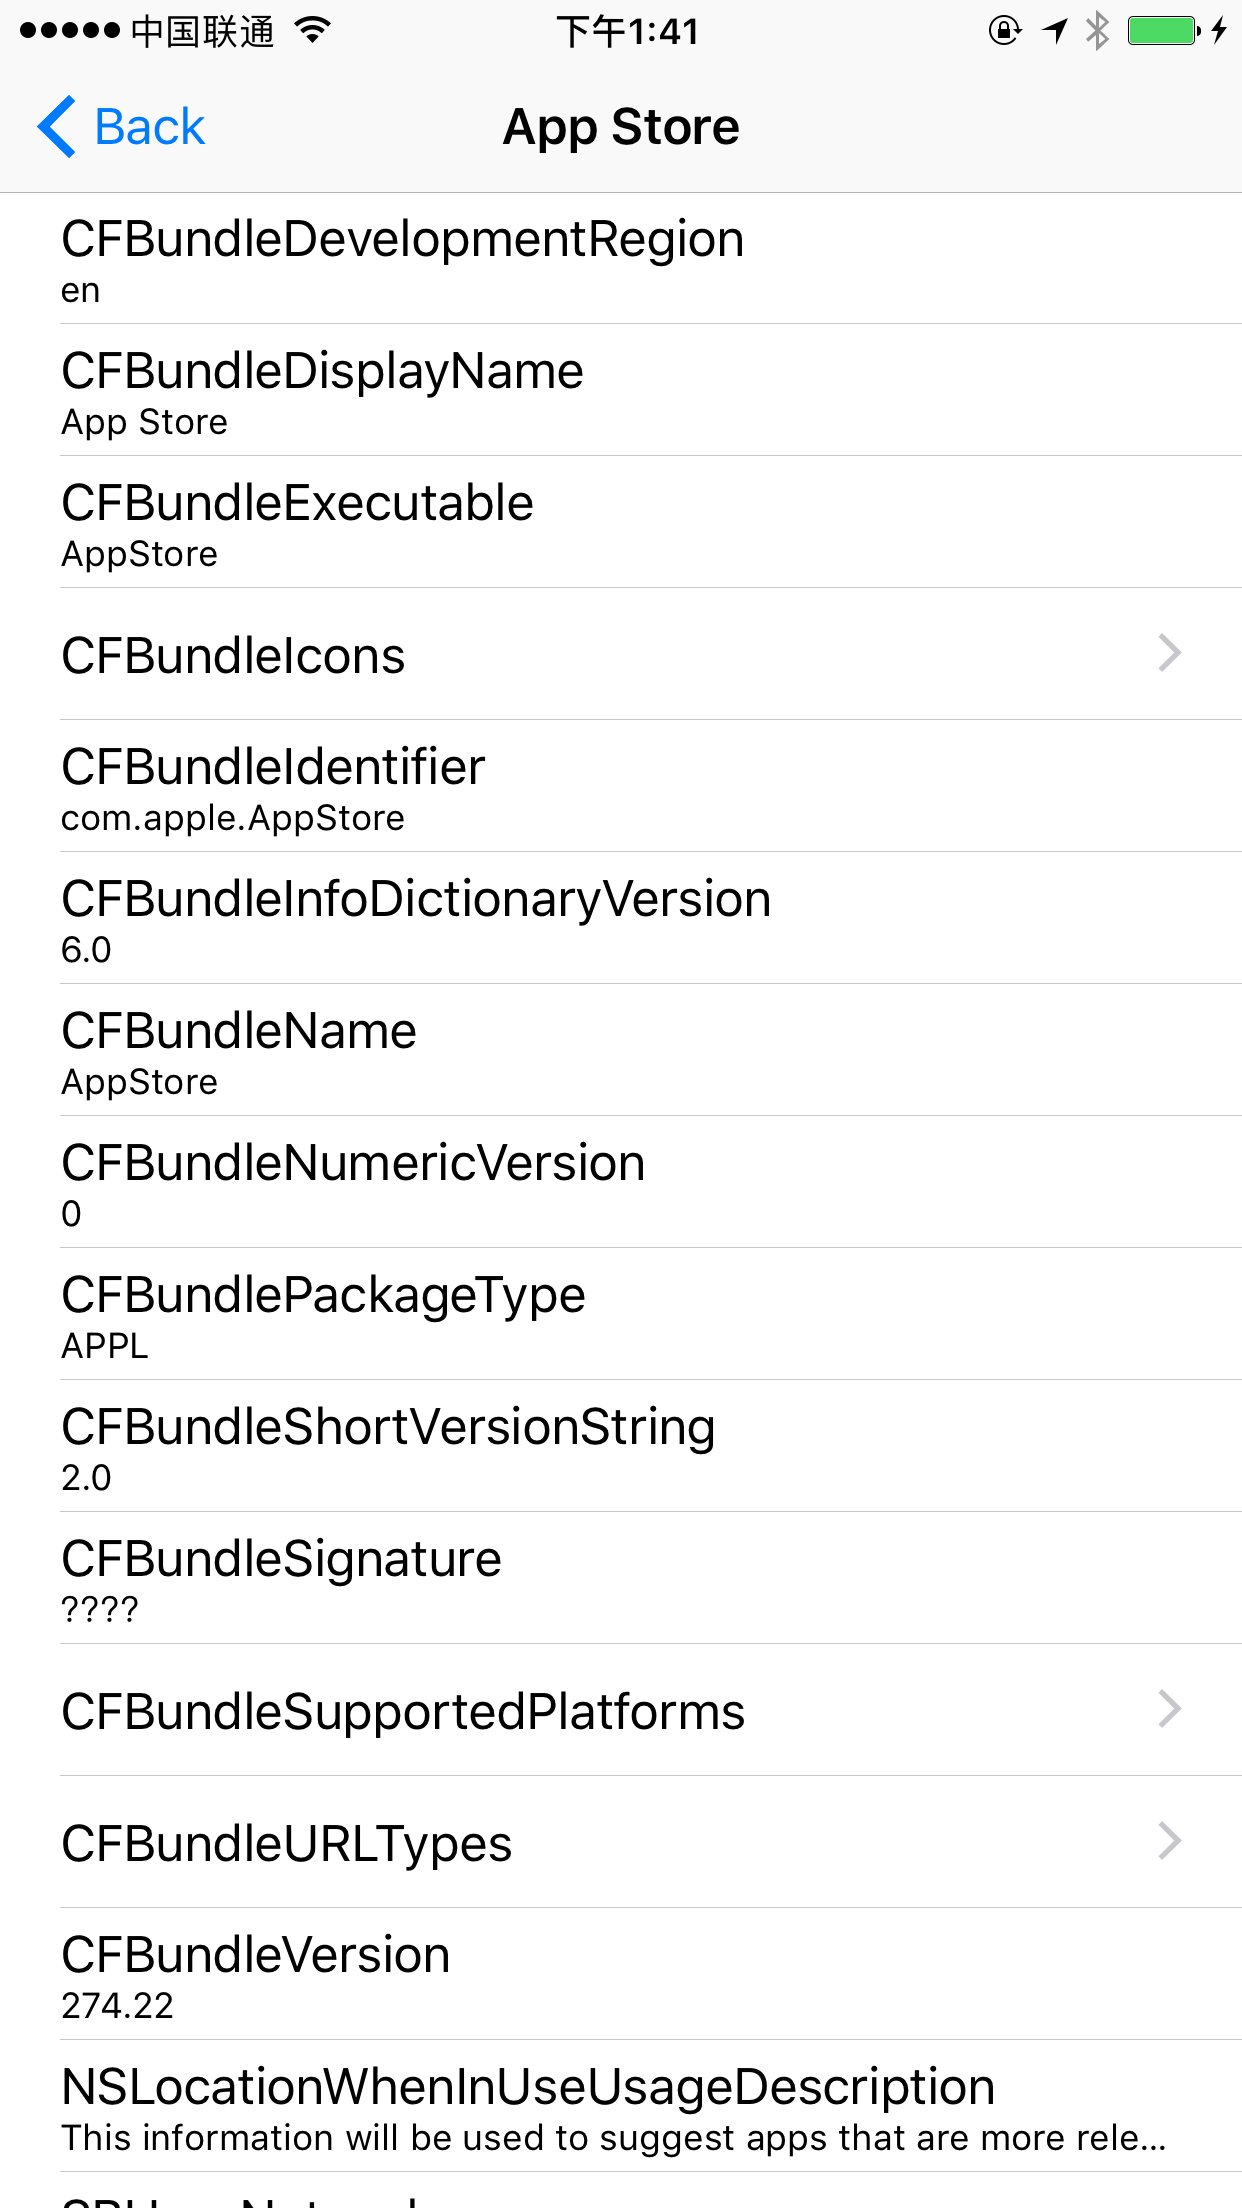 中国联通 下午1:41
Back App Store
CFBundleDevelopmentRegion
en
CFBundleDisplayName
App Store
CFBundleExecutable
AppStore
CFBundleIcons
CFBundleIdentifier
com.apple.AppStore
CFBundleInfoDictionaryVersion
6.0
CFBundleName
AppStore
CFBundleNumericVersion
0
CFBundlePackageType
APPL
CFBundleShortVersionString
2.0
CFBundleSignature
????
CFBundleSupportedPlatforms
CFBundleURLTypes
CFBundleVersion
274.22
NSLocationWhenInUseUsageDescription
This information will be used to suggest apps that are more rele...